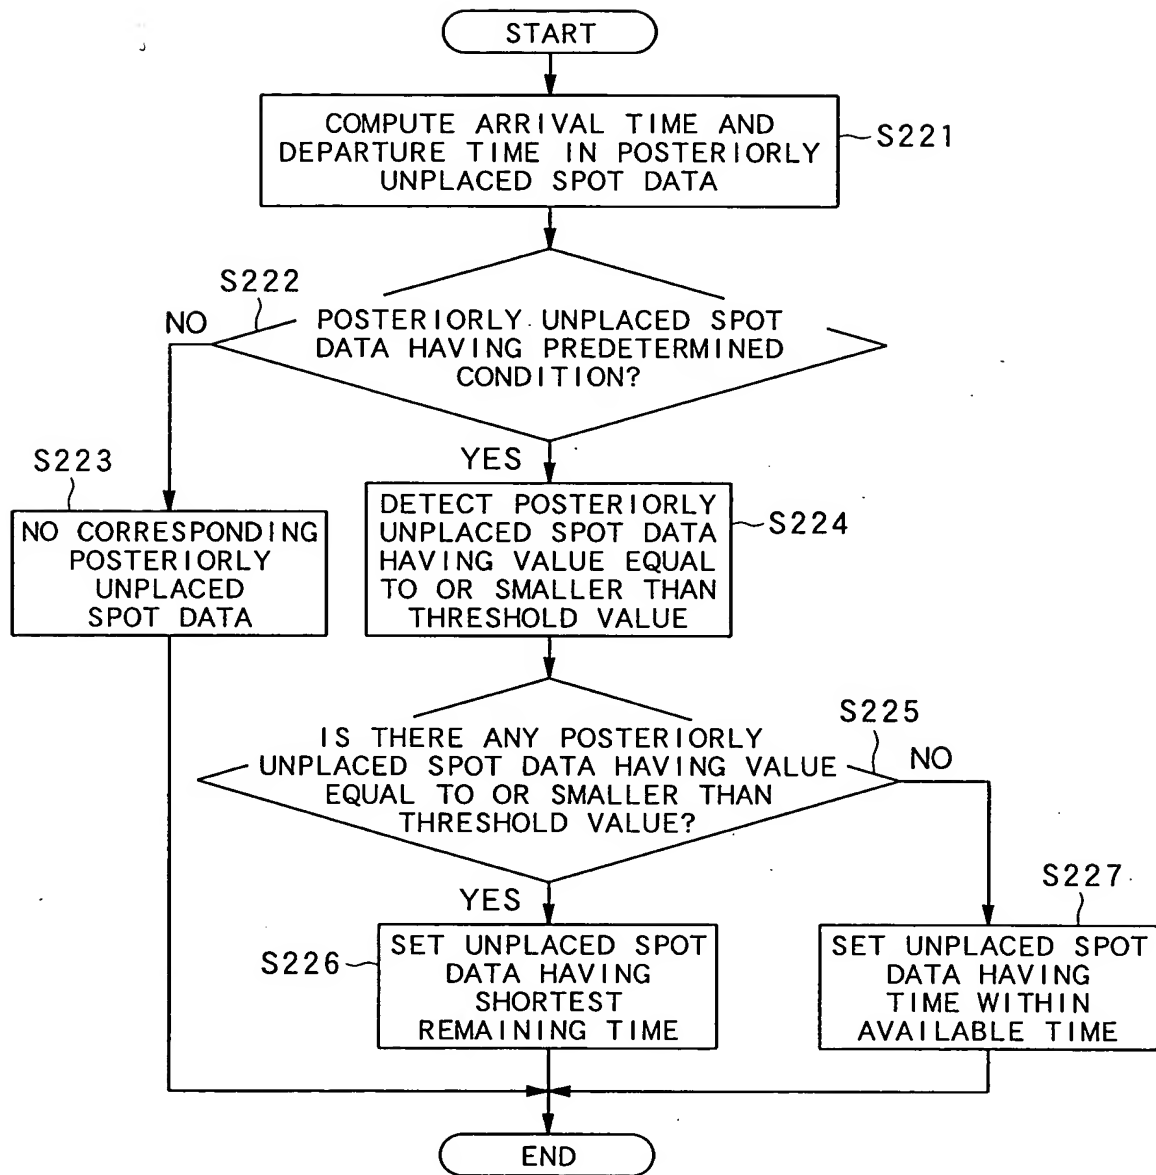 START
COMPUTE ARRIVAL TIME AND
DEPARTURE TIME IN POSTERIORLY
UNPLACED SPOT DATA
S221
S222
NO
POSTERIORLY UNPLACED SPOT
DATA HAVING PREDETERMINED
CONDITION?
YES
S223
NO CORRESPONDING
POSTERIORLY
UNPLACED
SPOT DATA
DETECT POSTERIORLY
UNPLACED SPOT DATA
HAVING VALUE EQUAL
TO OR SMALLER THAN
THRESHOLD VALUE
S224
IS THERE ANY POSTERIORLY
UNPLACED SPOT DATA HAVING VALUE
EQUAL TO OR SMALLER THAN
THRESHOLD VALUE?
S225
NO
YES
S226
SET UNPLACED SPOT
DATA HAVING
SHORTEST
REMAINING TIME
S227
SET UNPLACED SPOT
DATA HAVING
TIME WITHIN
AVAILABLE TIME
END